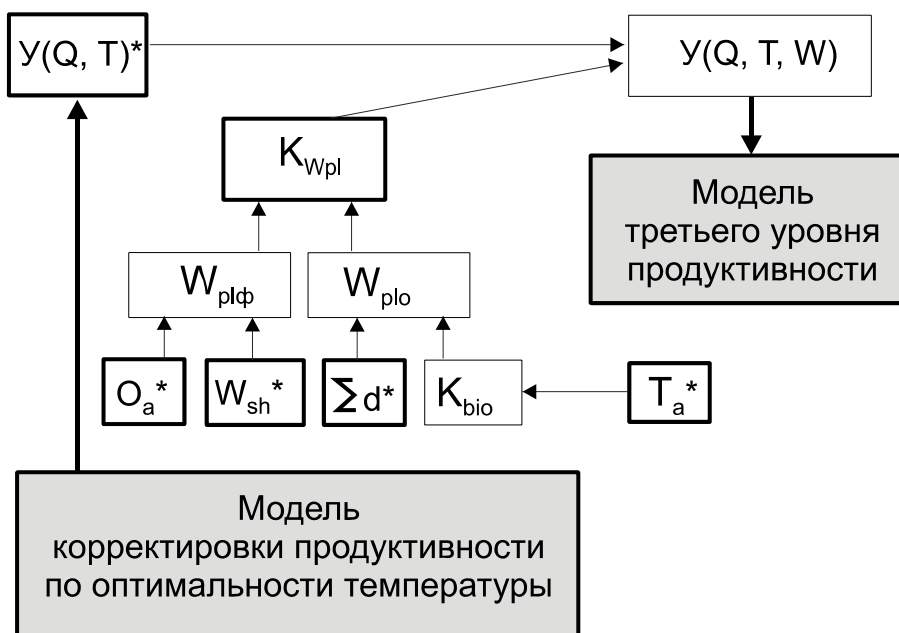 У(Q, T)*
У(Q, T, W)
K_Wpl
Модель
третьего уровня
продуктивности
W_plф
W_plo
O_a*
W_sh*
∑d*
K_bio
T_a*
Модель
корректировки продуктивности
по оптимальности температуры